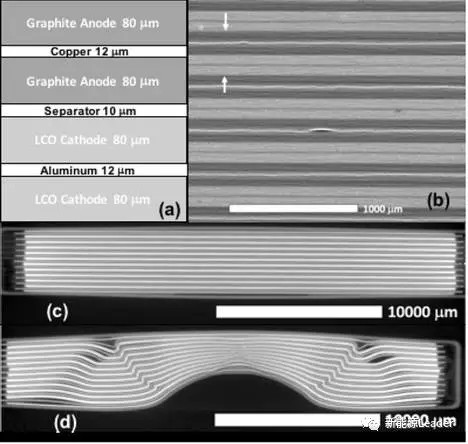 Graphite Anode 80 μm
Copper 12 μm
Graphite Anode 80 μm
Separator 10 μm
LCO Cathode 80 μm
Aluminum 12 μm
LCO Cathode 80 μm
(a)
1000 μm
(b)
(c)
10000 μm
(d)
新能源Leader